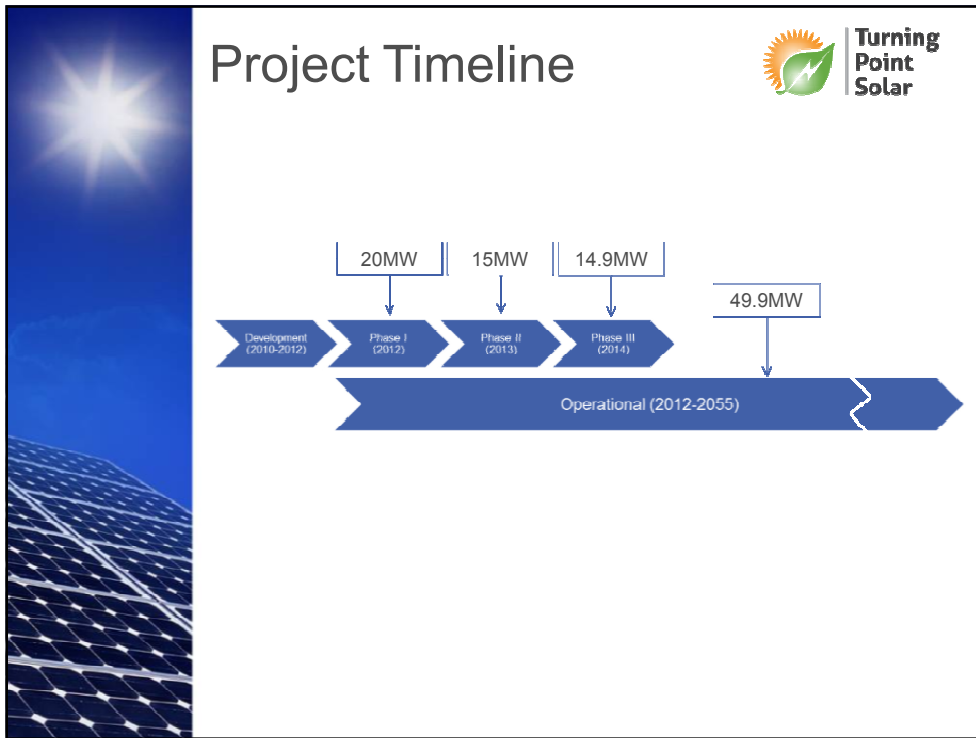 Project Timeline
Turning
Point
Solar
20MW
15MW
14.9MW
49.9MW
Development
(2010-2012)
Phase I
(2012)
Phase II
(2013)
Phase III
(2014)
Operational (2012-2055)